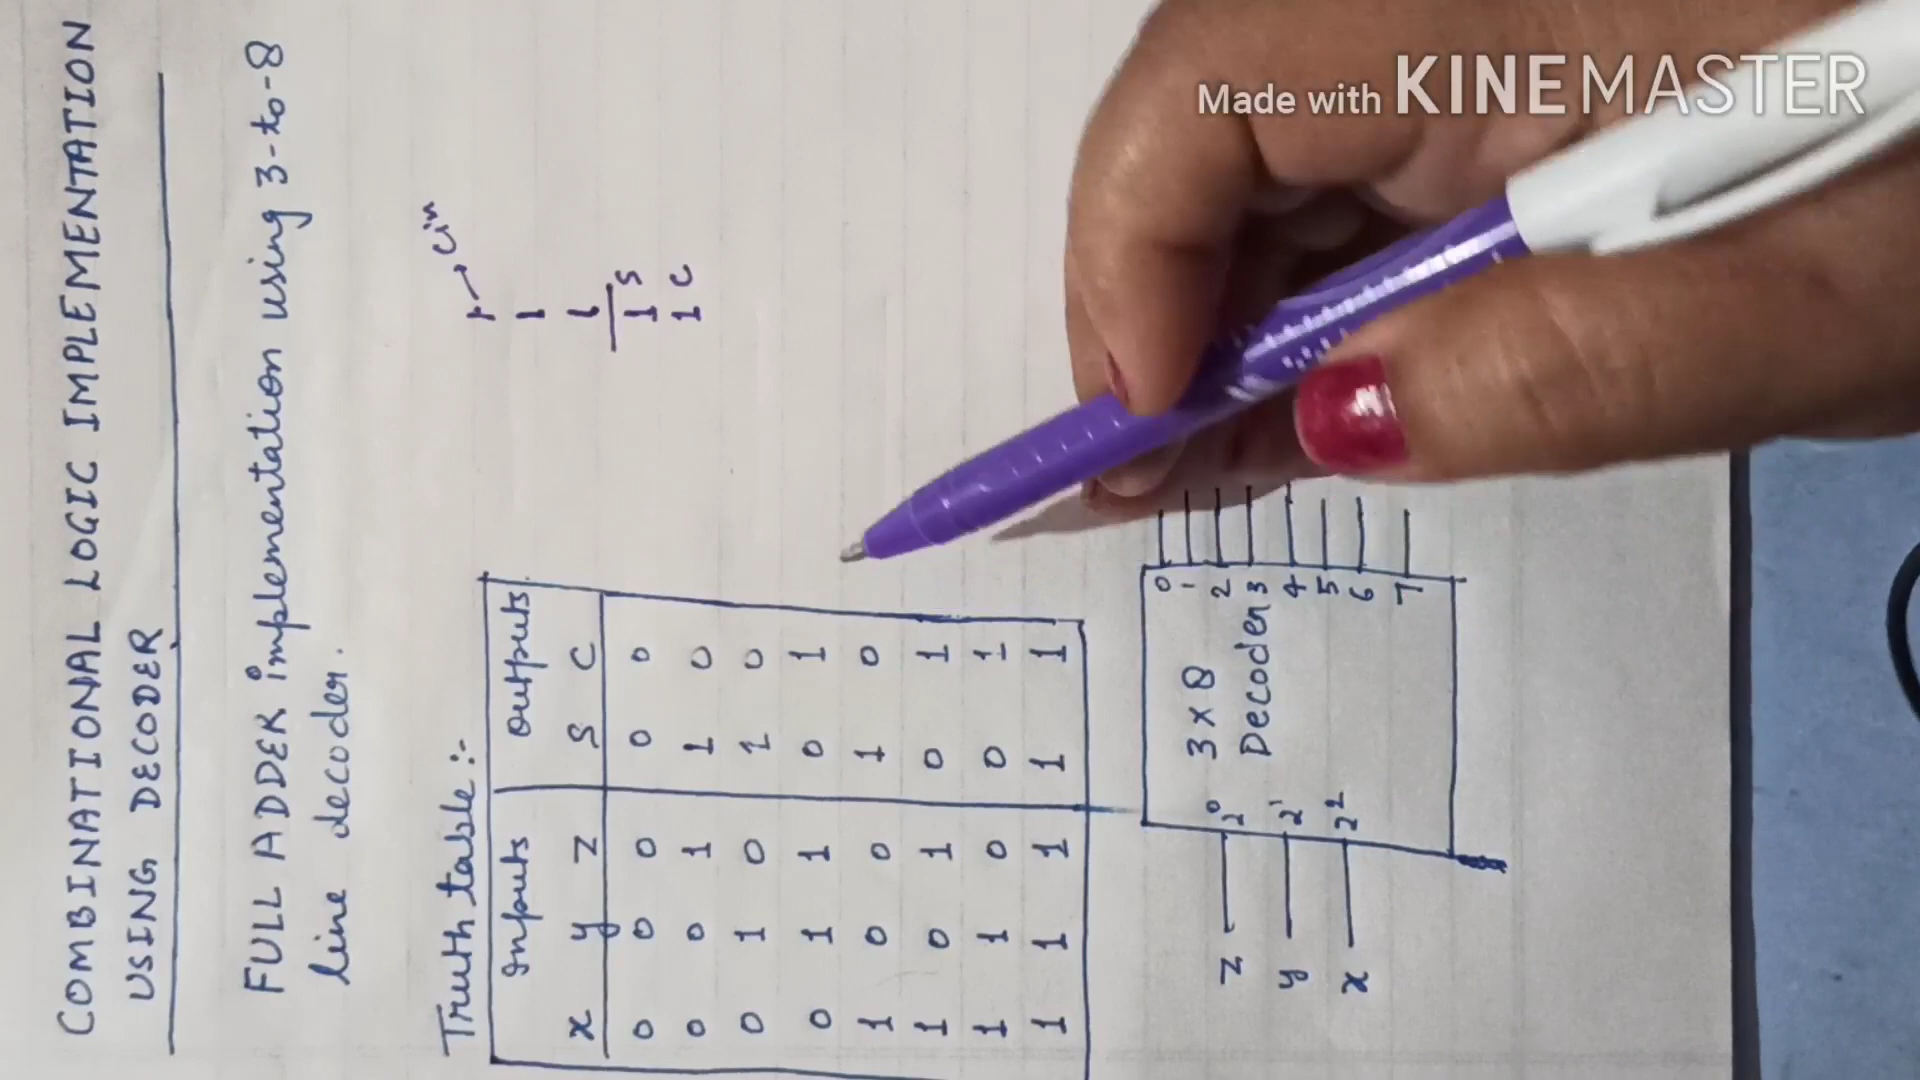 COMBINATIONAL LOGIC IMPLEMENTATION
USING DECODER
FULL ADDER implementation using 3-to-8
line decoder.
Truth table :-
Inputs outputs
x y z S C
0 0 0 0 0
0 0 1 1 0
0 1 0 1 0
0 1 1 0 1
1 0 0 1 0
1 0 1 0 1
1 1 0 0 1
1 1 1 1 1
1 → Cin
1
1
1 S
1 C
z 2⁰
y 2¹
x 2²
3 x 8
Decoder
0
1
2
3
4
5
6
7
Made with KINEMASTER